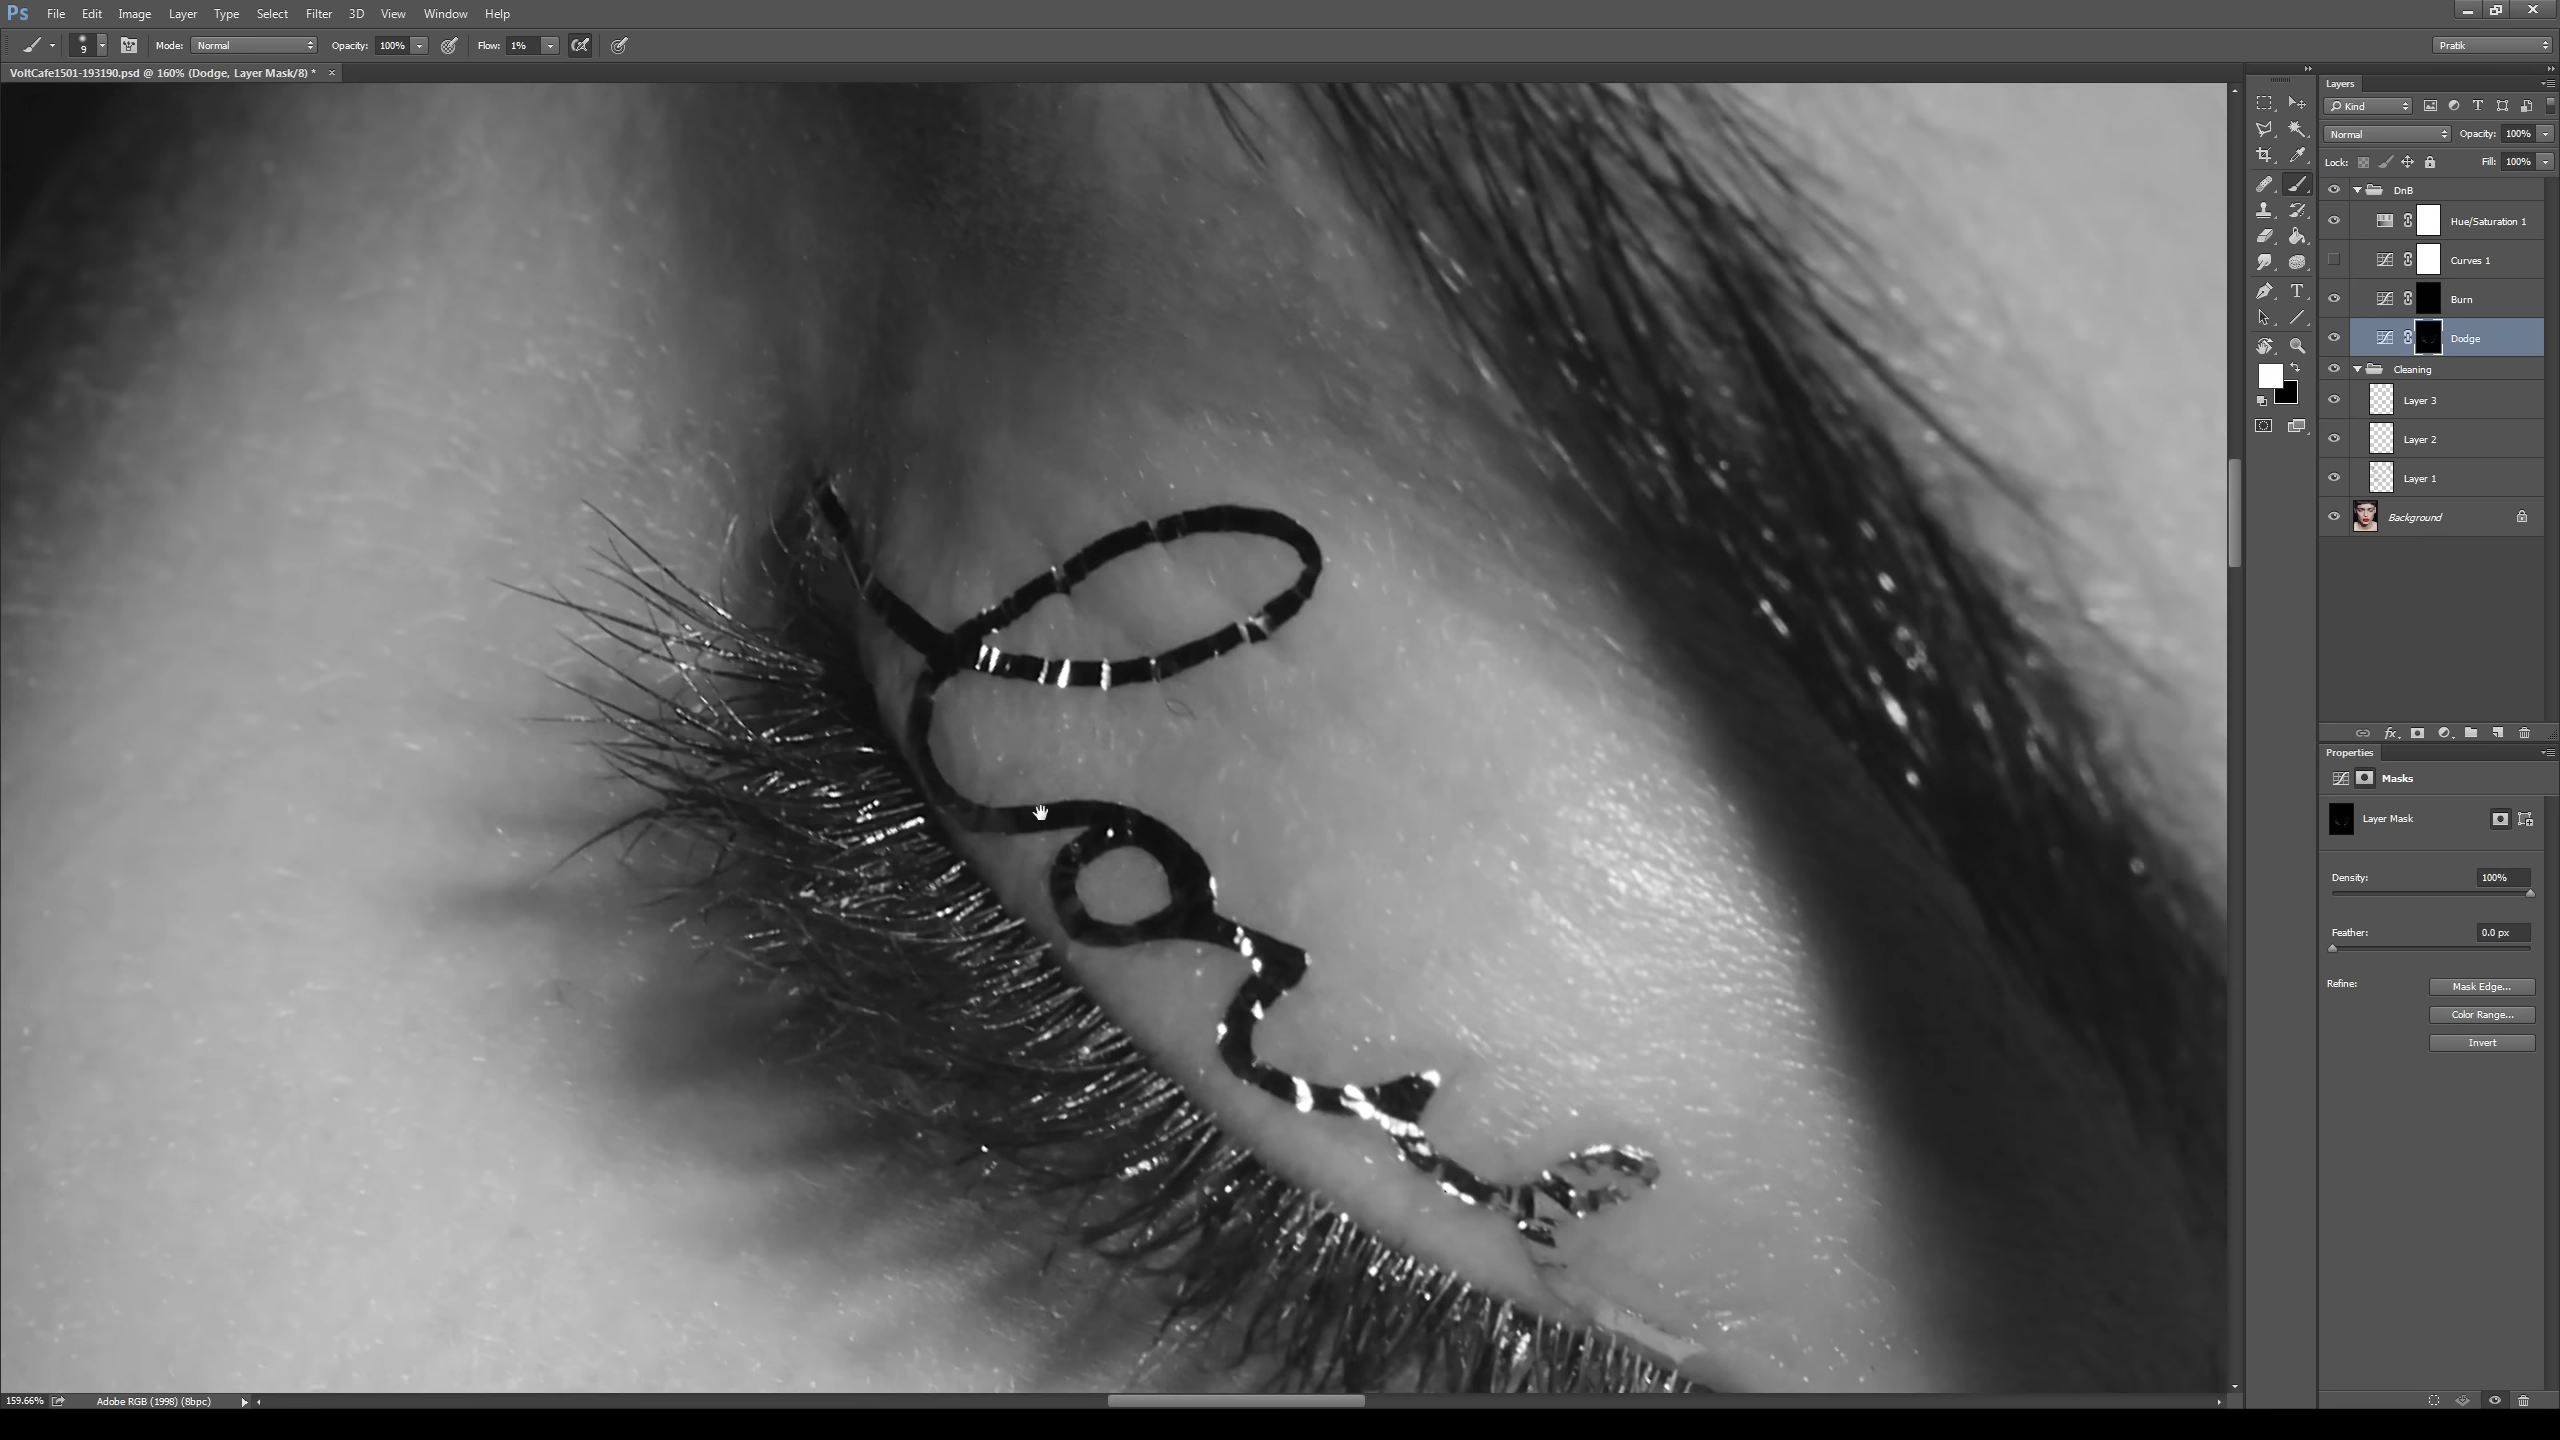 Ps File Edit Image Layer Type Select Filter 3D View Window Help
9 Mode: Normal Opacity: 100% Flow: 1% Pratik
VoltCafe1501-193190.psd @ 160% (Dodge, Layer Mask/8) *
Layers
Kind
Normal Opacity: 100%
Lock: Fill: 100%
DnB
Hue/Saturation 1
Curves 1
Burn
Dodge
Cleaning
Layer 3
Layer 2
Layer 1
Background
fx
Properties
Masks
Layer Mask
Density: 100%
Feather: 0.0 px
Refine: Mask Edge...
Color Range...
Invert
159.66% Adobe RGB (1998) (8bpc)